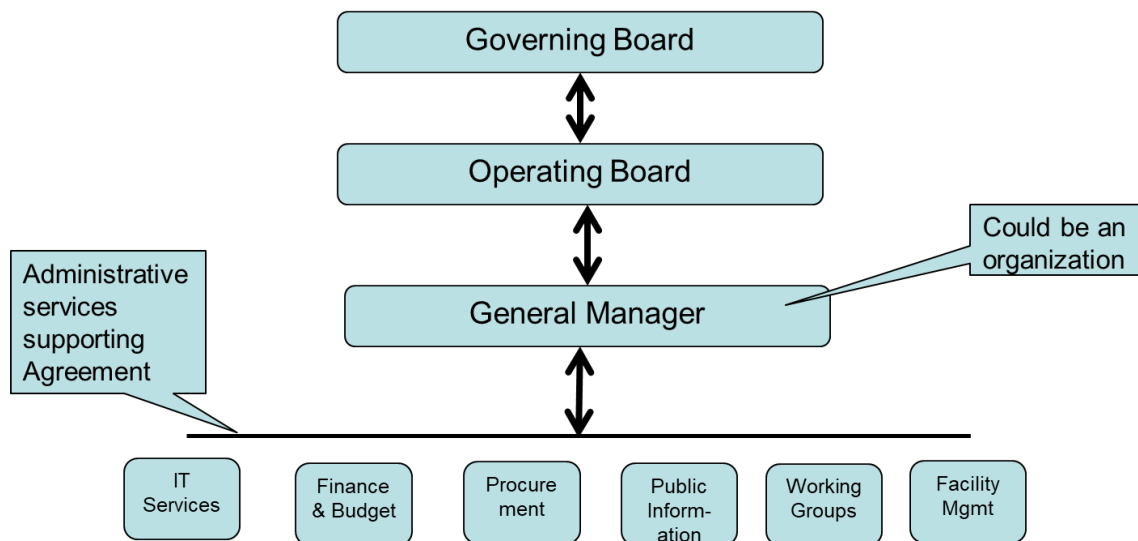 Governing Board
Operating Board
Could be an
organization
Administrative
services
supporting
Agreement
General Manager
IT
Services
Finance
& Budget
Procure
ment
Public
Inform-
ation
Working
Groups
Facility
Mgmt